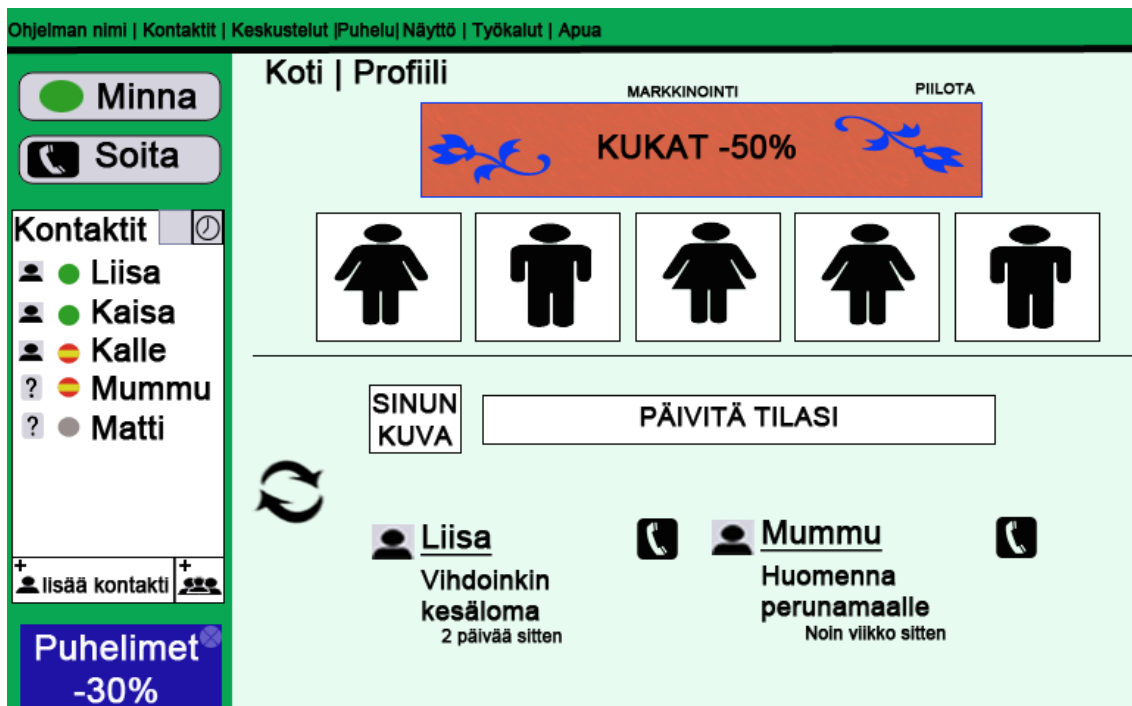 Ohjelman nimi | Kontaktit | Keskustelut |Puhelu| Näyttö | Työkalut | Apua
Minna
Soita
Kontaktit
Liisa
Kaisa
Kalle
? Mummu
? Matti
+ +
lisää kontakti
Puhelimet
-30%
Koti | Profiili
MARKKINOINTI
PIILOTA
KUKAT -50%
SINUN
KUVA
PÄIVITÄ TILASI
Liisa
Vihdoinkin
kesäloma
2 päivää sitten
Mummu
Huomenna
perunamaalle
Noin viikko sitten